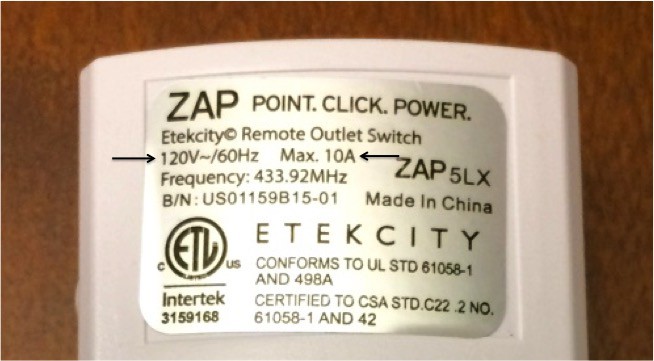 ZAP POINT. CLICK. POWER.
Etekcity© Remote Outlet Switch
120V~/60Hz Max. 10A
ZAP 5LX
Frequency: 433.92MHz
B/N: US01159B15-01 Made In China
ETL
c us
Intertek
3159168
ETEKCITY
CONFORMS TO UL STD 61058-1
AND 498A
CERTIFIED TO CSA STD.C22 .2 NO.
61058-1 AND 42